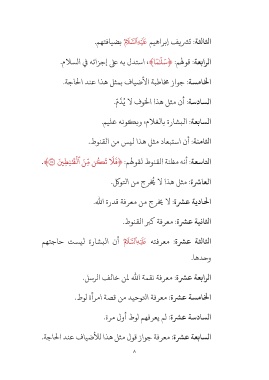 الثالثة: تشريف إبراهيم عَلَيْهِ السَّلَامُ بضيافتهم.
الرابعة: قولهم: ﴿سَلَٰمًا﴾، استدل به على إجزائه في السلام.
الخامسة: جواز مخاطبة الأضياف بمثل هذا عند الحاجة.
السادسة: أن مثل هذا الخوف لا يُذمّ.
السابعة: البشارة بالغلام، وبكونه عليم.
الثامنة: أن استبعاد مثل هذا ليس من القنوط.
التاسعة: أنه مظنة القنوط لقولهم: ﴿فَلَا تَكُن مِّنَ ٱلْقَٰنِطِينَ ۝﴾.
العاشرة: مثل هذا لا يُخرج من التوكل.
الحادية عشرة: لا يخرج من معرفة قدرة الله.
الثانية عشرة: معرفة كبر القنوط.
الثالثة عشرة: معرفته عَلَيْهِ السَّلَامُ أن البشارة ليست حاجتهم
وحدها.
الرابعة عشرة: معرفة نقمة الله لمن خالف الرسل.
الخامسة عشرة: معرفة التوحيد من قصة امرأة لوط.
السادسة عشرة: لم يعرفهم لوط أول مرة.
السابعة عشرة: معرفة جواز قول مثل هذا للأضياف عند الحاجة.
٨